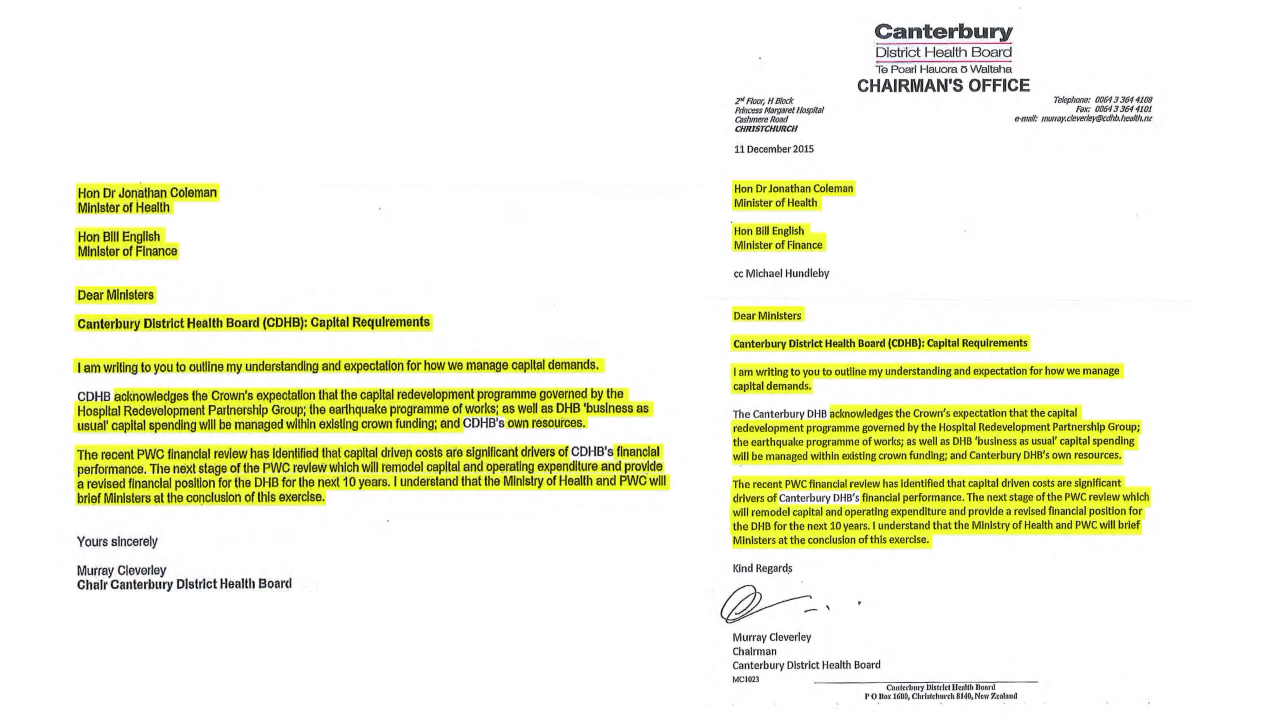 Hon Dr Jonathan Coleman
Minister of Health
Hon Bill English
Minister of Finance
Dear Ministers
Canterbury District Health Board (CDHB): Capital Requirements
I am writing to you to outline my understanding and expectation for how we manage capital demands.
CDHB acknowledges the Crown's expectation that the capital redevelopment programme governed by the
Hospital Redevelopment Partnership Group; the earthquake programme of works; as well as DHB 'business as
usual' capital spending will be managed within existing crown funding; and CDHB's own resources.
The recent PWC financial review has identified that capital driven costs are significant drivers of CDHB's financial
performance. The next stage of the PWC review which will remodel capital and operating expenditure and provide
a revised financial position for the DHB for the next 10 years. I understand that the Ministry of Health and PWC will
brief Ministers at the conclusion of this exercise.
Yours sincerely
Murray Cleverley
Chair Canterbury District Health Board
Canterbury
District Health Board
Te Poari Hauora ō Waitaha
CHAIRMAN'S OFFICE
2nd Floor, H Block
Princess Margaret Hospital
Cashmere Road
CHRISTCHURCH
Telephone: 0064 3 364 4108
Fax: 0064 3 364 4101
e-mail: murray.cleverley@cdhb.health.nz
11 December 2015
Hon Dr Jonathan Coleman
Minister of Health
Hon Bill English
Minister of Finance
cc Michael Hundleby
Dear Ministers
Canterbury District Health Board (CDHB): Capital Requirements
I am writing to you to outline my understanding and expectation for how we manage
capital demands.
The Canterbury DHB acknowledges the Crown's expectation that the capital
redevelopment programme governed by the Hospital Redevelopment Partnership Group;
the earthquake programme of works; as well as DHB 'business as usual' capital spending
will be managed within existing crown funding; and Canterbury DHB's own resources.
The recent PWC financial review has identified that capital driven costs are significant
drivers of Canterbury DHB's financial performance. The next stage of the PWC review which
will remodel capital and operating expenditure and provide a revised financial position for
the DHB for the next 10 years. I understand that the Ministry of Health and PWC will brief
Ministers at the conclusion of this exercise.
Kind Regards
Murray Cleverley
Chairman
Canterbury District Health Board
MC1023
Canterbury District Health Board
P O Box 1600, Christchurch 8140, New Zealand